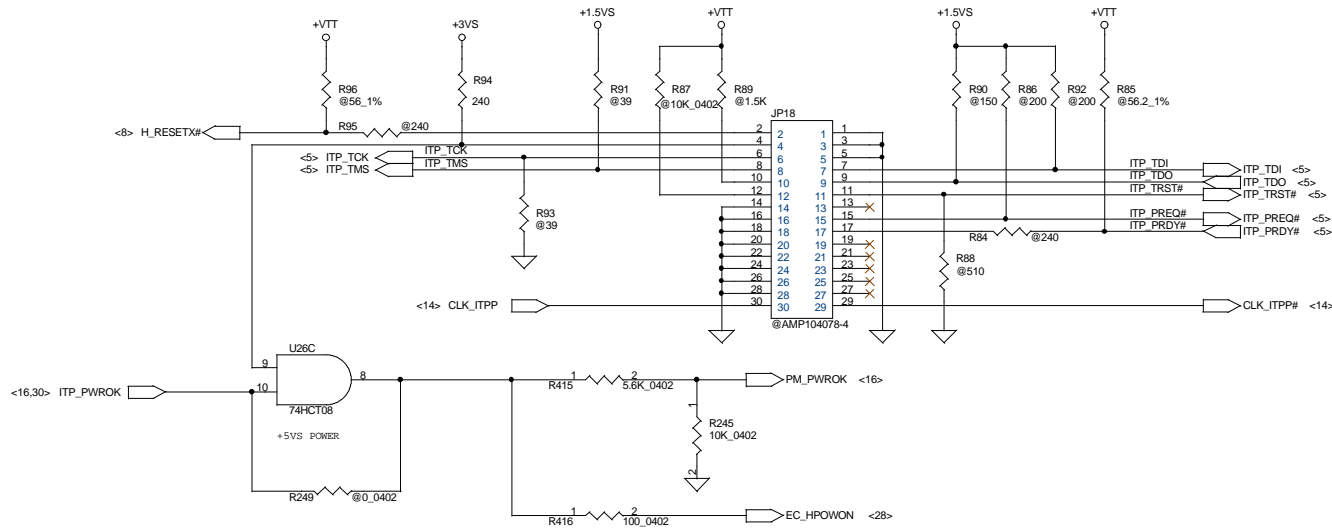 +VTT
+3VS
+1.5VS
+VTT
+1.5VS
+VTT
R96
@56_1%
R94
240
R91
@39
R87
@10K_0402
R89
@1.5K
R90
@150
R86
@200
R92
@200
R85
@56.2_1%
JP18
<8> H_RESETX#
R95
@240
<5> ITP_TCK
ITP_TCK
<5> ITP_TMS
ITP_TMS
2 2 1 1
4 4 3 3
6 6 5 5
8 8 7 7
10 10 9 9
12 12 11 11
14 14 13 13
16 16 15 15
18 18 17 17
20 20 19 19
22 22 21 21
24 24 23 23
26 26 25 25
28 28 27 27
30 30 29 29
@AMP104078-4
ITP_TDI
ITP_TDI <5>
ITP_TDO
ITP_TDO <5>
ITP_TRST#
ITP_TRST# <5>
ITP_PREQ#
ITP_PREQ# <5>
ITP_PRDY#
ITP_PRDY# <5>
R93
@39
R84
@240
R88
@510
<14> CLK_ITPP
CLK_ITPP# <14>
U26C
9
10
8
74HCT08
+5VS POWER
<16,30> ITP_PWROK
R249
@0_0402
1 2
R415
5.6K_0402
PM_PWROK <16>
1
R245
10K_0402
2
1 2
R416
100_0402
EC_HPOWON <28>